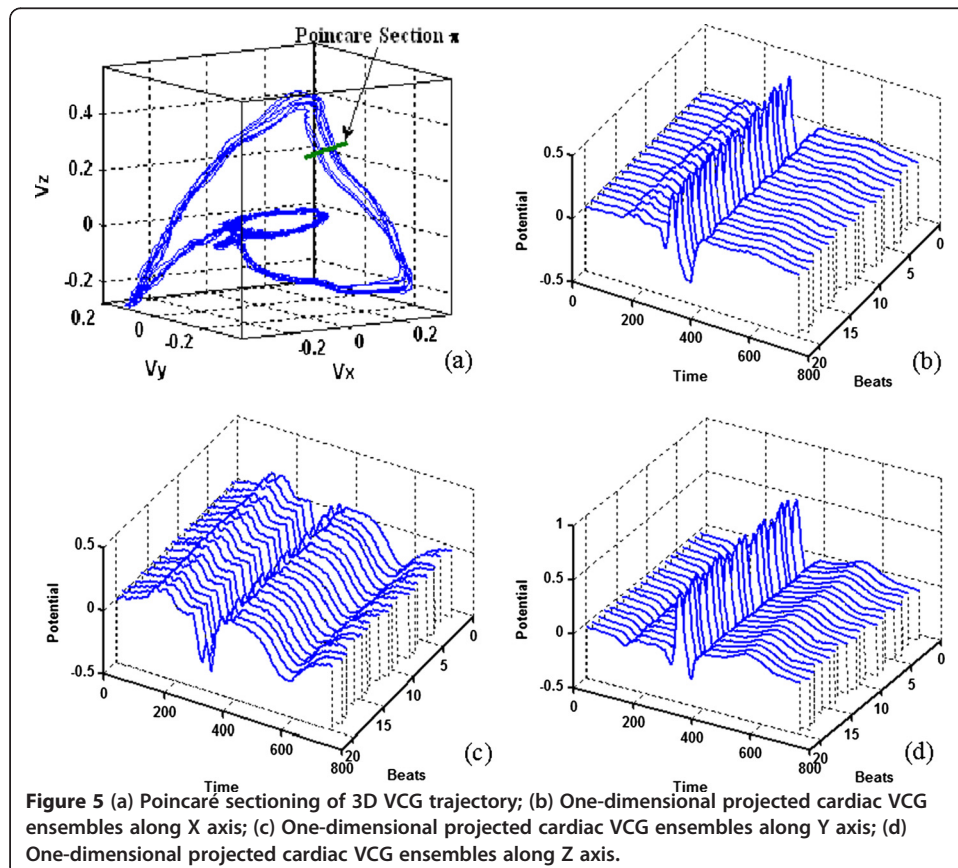 Poincare Section π
0.4
0.2
0
-0.2
0.2
0
-0.2
-0.2
0
0.2
Vz
Vy
Vx
(a)
0.5
0
-0.5
Potential
0
200
400
600
800
Time
20
15
10
5
0
Beats
(b)
0.5
0
-0.5
Potential
0
200
400
600
800
Time
20
15
10
5
0
Beats
(c)
1
0.5
0
-0.5
Potential
0
200
400
600
800
Time
20
15
10
5
0
Beats
(d)
Figure 5 (a) Poincaré sectioning of 3D VCG trajectory; (b) One-dimensional projected cardiac VCG
ensembles along X axis; (c) One-dimensional projected cardiac VCG ensembles along Y axis; (d)
One-dimensional projected cardiac VCG ensembles along Z axis.